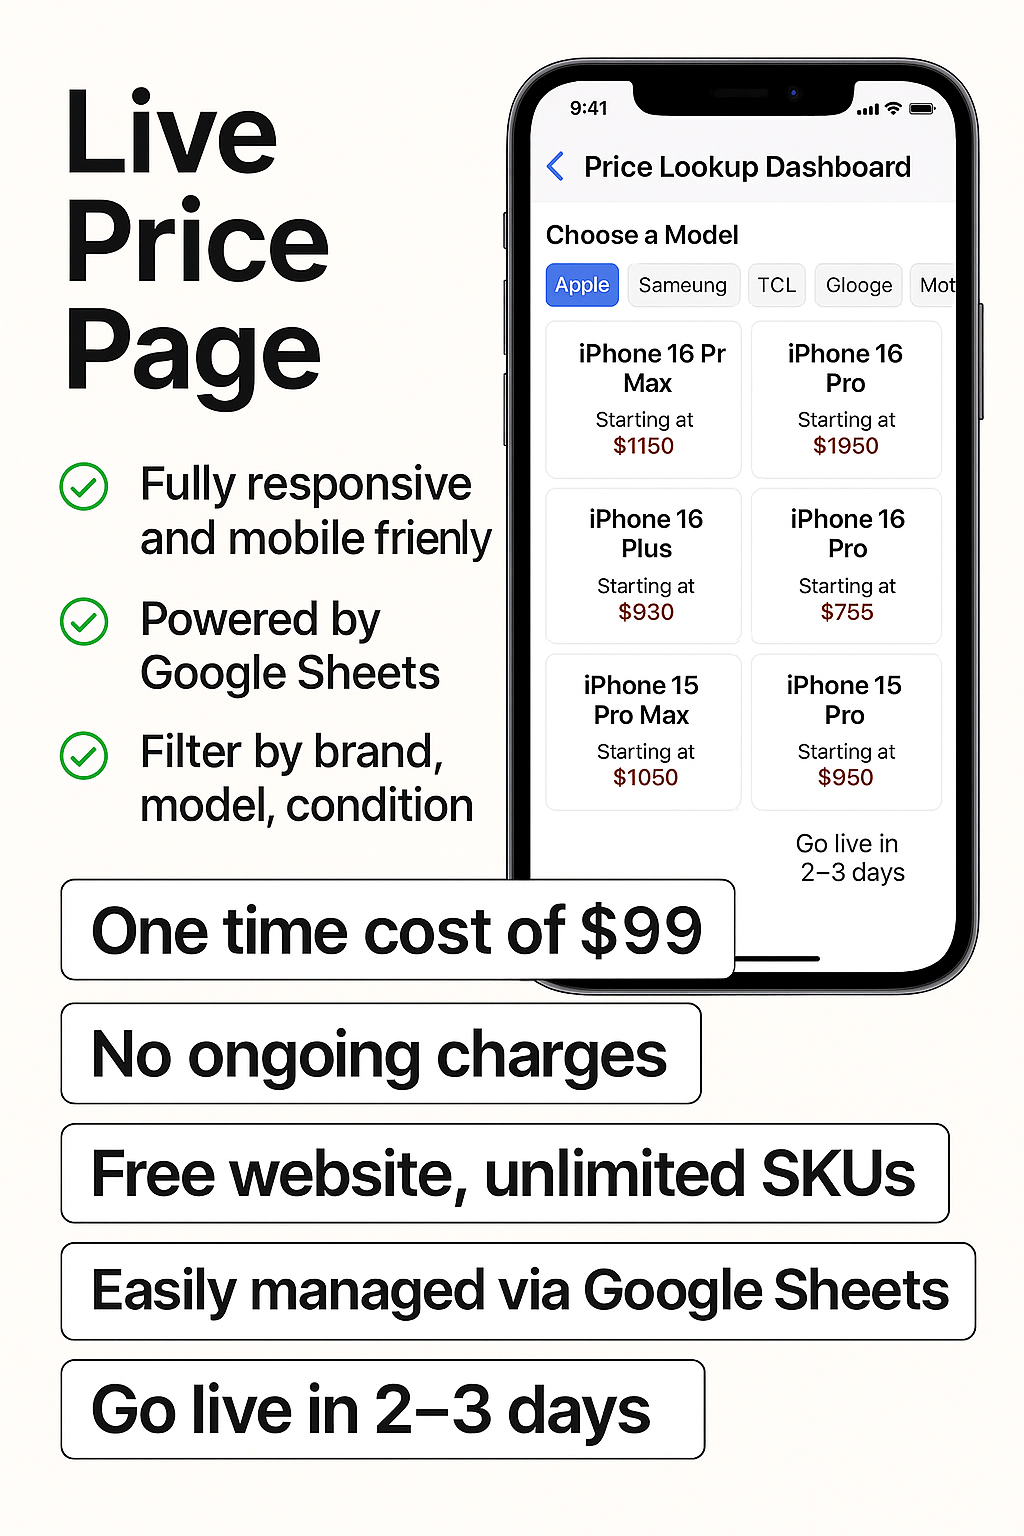 Live
Price
Page
Fully responsive
and mobile frienly
Powered by
Google Sheets
Filter by brand,
model, condition
9:41
Price Lookup Dashboard
Choose a Model
Apple Sameung TCL Glooge Mot
iPhone 16 Pr
Max
Starting at
$1150
iPhone 16
Pro
Starting at
$1950
iPhone 16
Plus
Starting at
$930
iPhone 16
Pro
Starting at
$755
iPhone 15
Pro Max
Starting at
$1050
iPhone 15
Pro
Starting at
$950
Go live in
2–3 days
One time cost of $99
No ongoing charges
Free website, unlimited SKUs
Easily managed via Google Sheets
Go live in 2–3 days